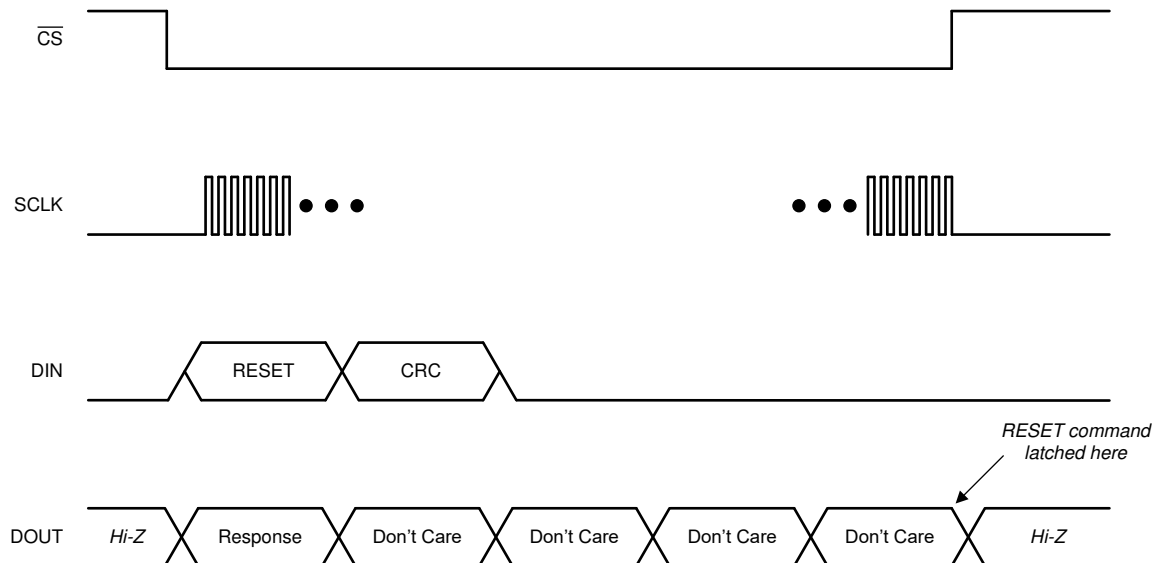 C̅S̅
SCLK
DIN
RESET
CRC
RESET command
latched here
DOUT
Hi-Z
Response
Don't Care
Don't Care
Don't Care
Don't Care
Hi-Z